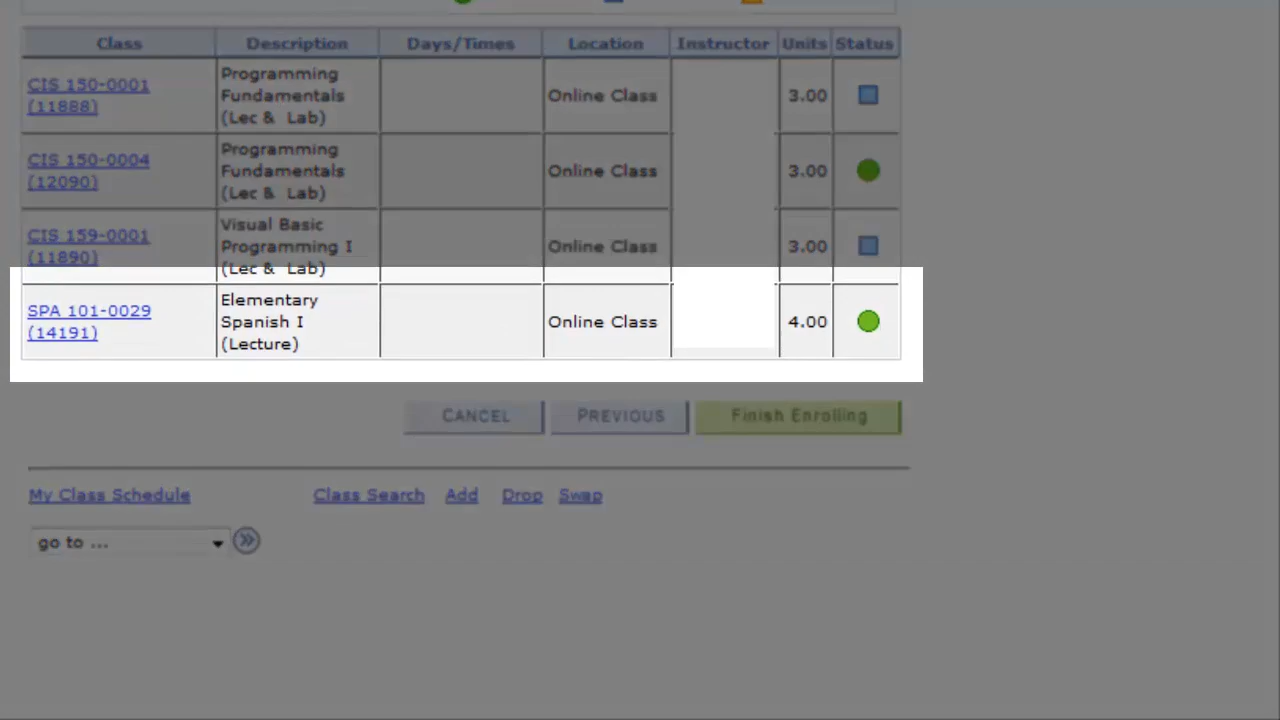 Class Description Days/Times Location Instructor Units Status
CIS 150-0001
(11888)
Programming
Fundamentals
(Lec & Lab)
Online Class
3.00
CIS 150-0004
(12090)
Programming
Fundamentals
(Lec & Lab)
Online Class
3.00
CIS 159-0001
(11890)
Visual Basic
Programming I
(Lec & Lab)
Online Class
3.00
SPA 101-0029
(14191)
Elementary
Spanish I
(Lecture)
Online Class
4.00
CANCEL PREVIOUS Finish Enrolling
My Class Schedule Class Search Add Drop Swap
go to ...